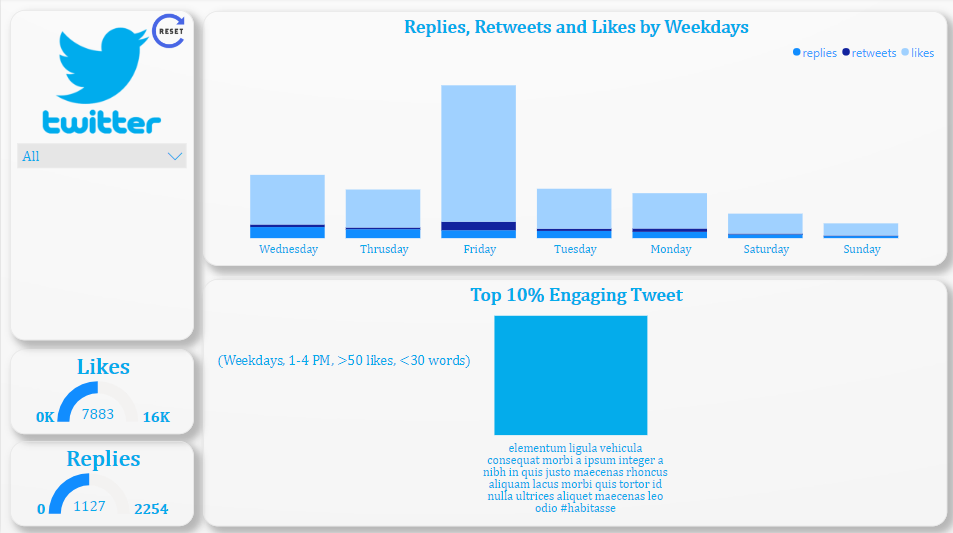 RESET
twitter
All
Likes
0K 7883 16K
Replies
0 1127 2254
Replies, Retweets and Likes by Weekdays
replies retweets likes
Wednesday Thrusday Friday Tuesday Monday Saturday Sunday
Top 10% Engaging Tweet
(Weekdays, 1-4 PM, >50 likes, <30 words)
elementum ligula vehicula
consequat morbi a ipsum integer a
nibh in quis justo maecenas rhoncus
aliquam lacus morbi quis tortor id
nulla ultrices aliquet maecenas leo
odio #habitasse